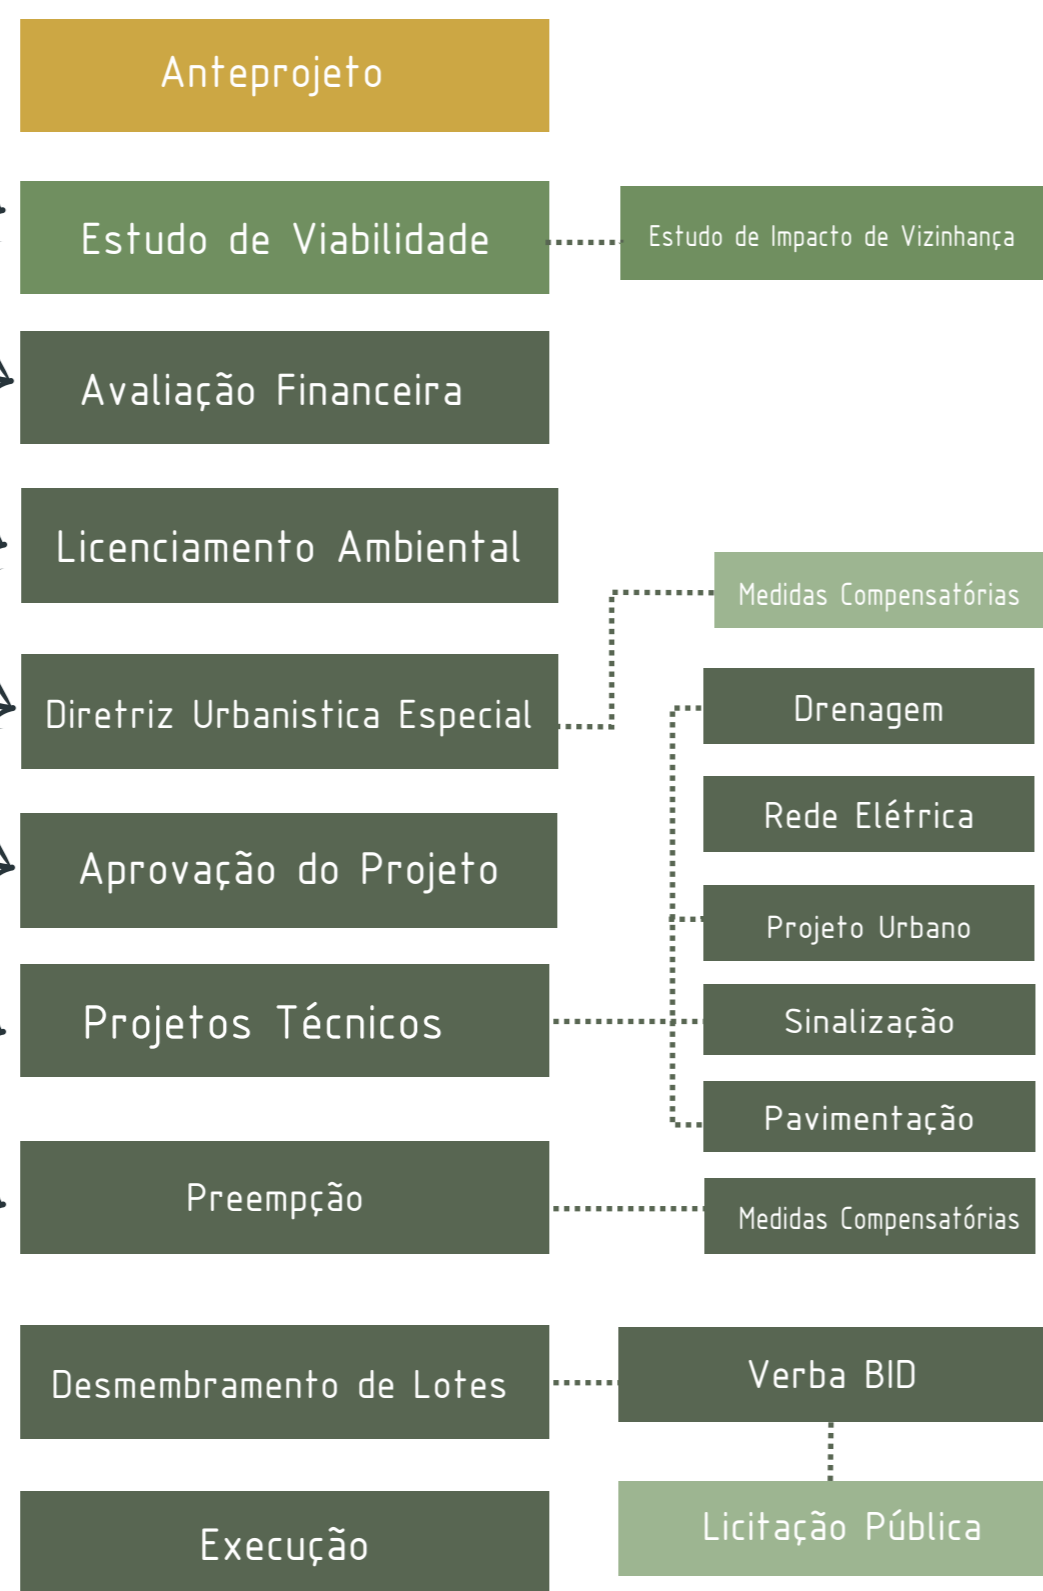 Anteprojeto
Estudo de Viabilidade
Estudo de Impacto de Vizinhança
Avaliação Financeira
Licenciamento Ambiental
Medidas Compensatórias
Diretriz Urbanistica Especial
Drenagem
Rede Elétrica
Aprovação do Projeto
Projeto Urbano
Projetos Técnicos
Sinalização
Pavimentação
Preempção
Medidas Compensatórias
Desmembramento de Lotes
Verba BID
Licitação Pública
Execução